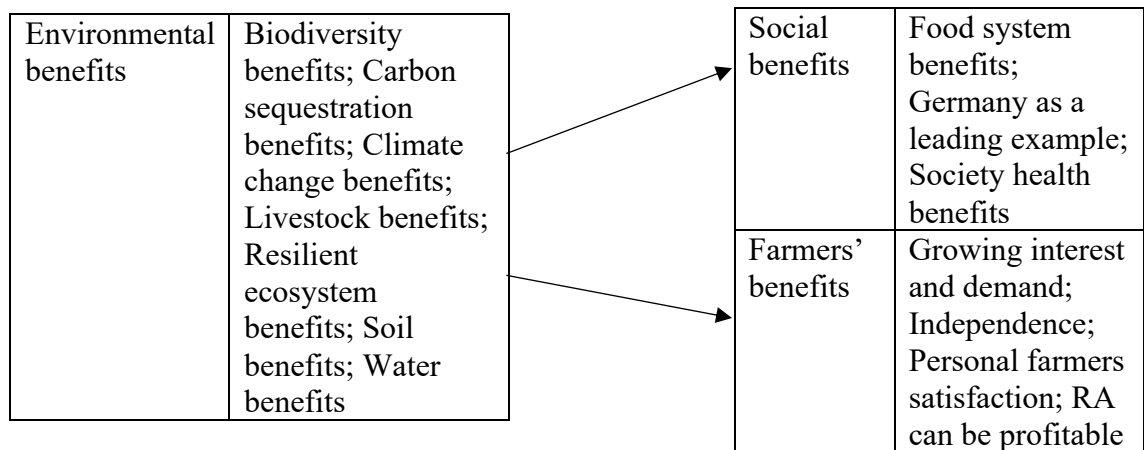 Environmental
benefits
Biodiversity
benefits; Carbon
sequestration
benefits; Climate
change benefits;
Livestock benefits;
Resilient
ecosystem
benefits; Soil
benefits; Water
benefits
Social
benefits
Food system
benefits;
Germany as a
leading example;
Society health
benefits
Farmers’
benefits
Growing interest
and demand;
Independence;
Personal farmers
satisfaction; RA
can be profitable